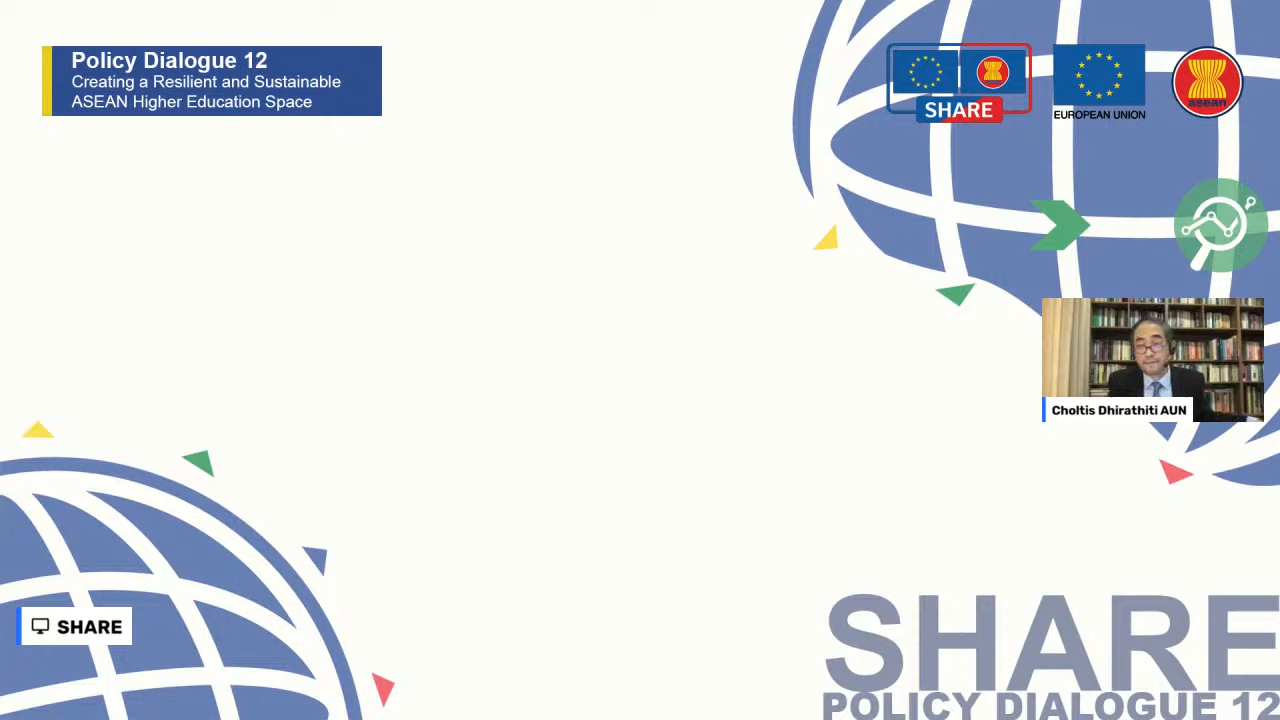 Policy Dialogue 12
Creating a Resilient and Sustainable
ASEAN Higher Education Space
SHARE
EUROPEAN UNION
asean
Choltis Dhirathiti AUN
SHARE
SHARE
POLICY DIALOGUE 12